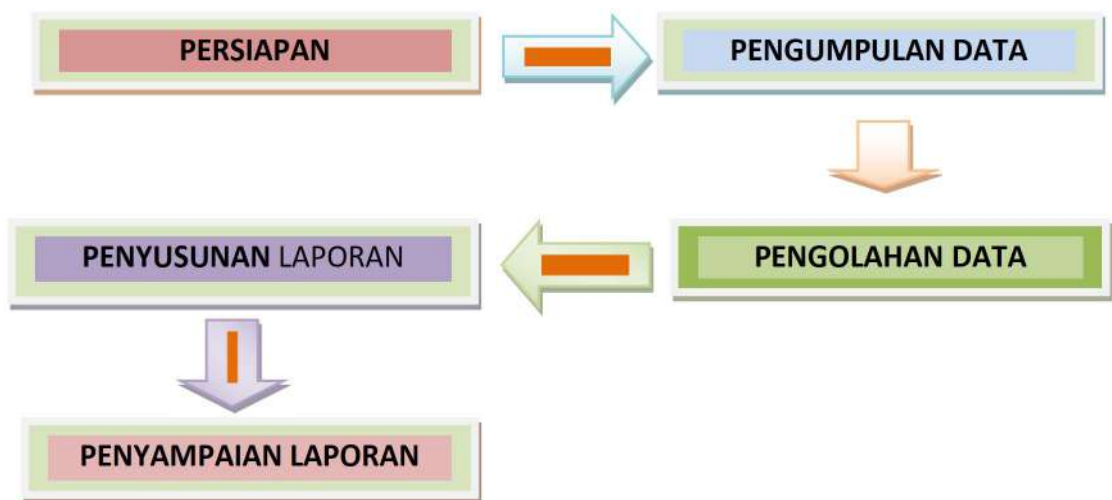 PERSIAPAN
PENGUMPULAN DATA
PENGOLAHAN DATA
PENYUSUNAN LAPORAN
PENYAMPAIAN LAPORAN